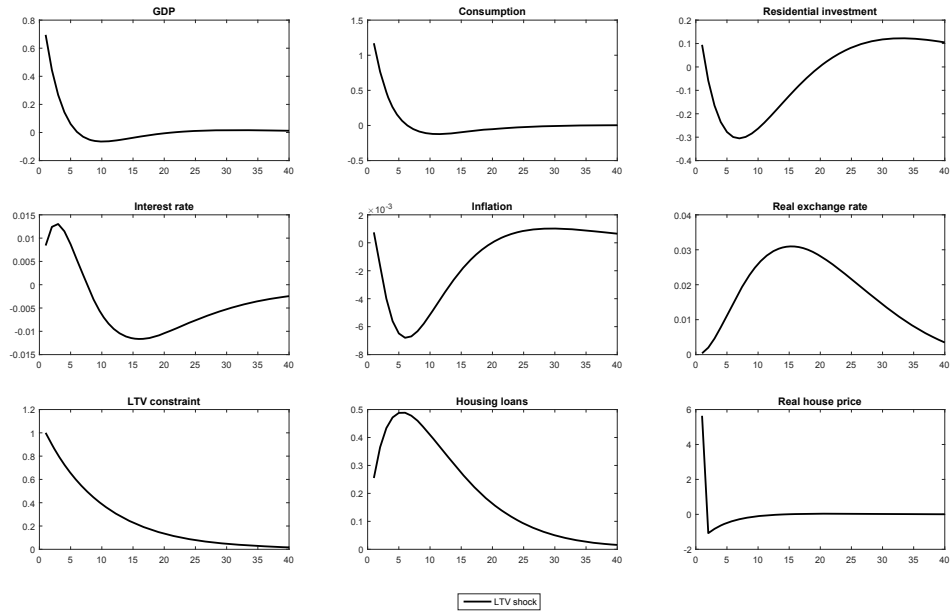 GDP
0.8
0.6
0.4
0.2
0
-0.2
0 5 10 15 20 25 30 35 40
Consumption
1.5
1
0.5
0
-0.5
0 5 10 15 20 25 30 35 40
Residential investment
0.2
0.1
0
-0.1
-0.2
-0.3
-0.4
0 5 10 15 20 25 30 35 40
Interest rate
0.015
0.01
0.005
0
-0.005
-0.01
-0.015
0 5 10 15 20 25 30 35 40
Inflation
× 10⁻³
2
0
-2
-4
-6
-8
0 5 10 15 20 25 30 35 40
Real exchange rate
0.04
0.03
0.02
0.01
0
0 5 10 15 20 25 30 35 40
LTV constraint
1.2
1
0.8
0.6
0.4
0.2
0
0 5 10 15 20 25 30 35 40
Housing loans
0.5
0.4
0.3
0.2
0.1
0
0 5 10 15 20 25 30 35 40
Real house price
6
4
2
0
-2
0 5 10 15 20 25 30 35 40
LTV shock